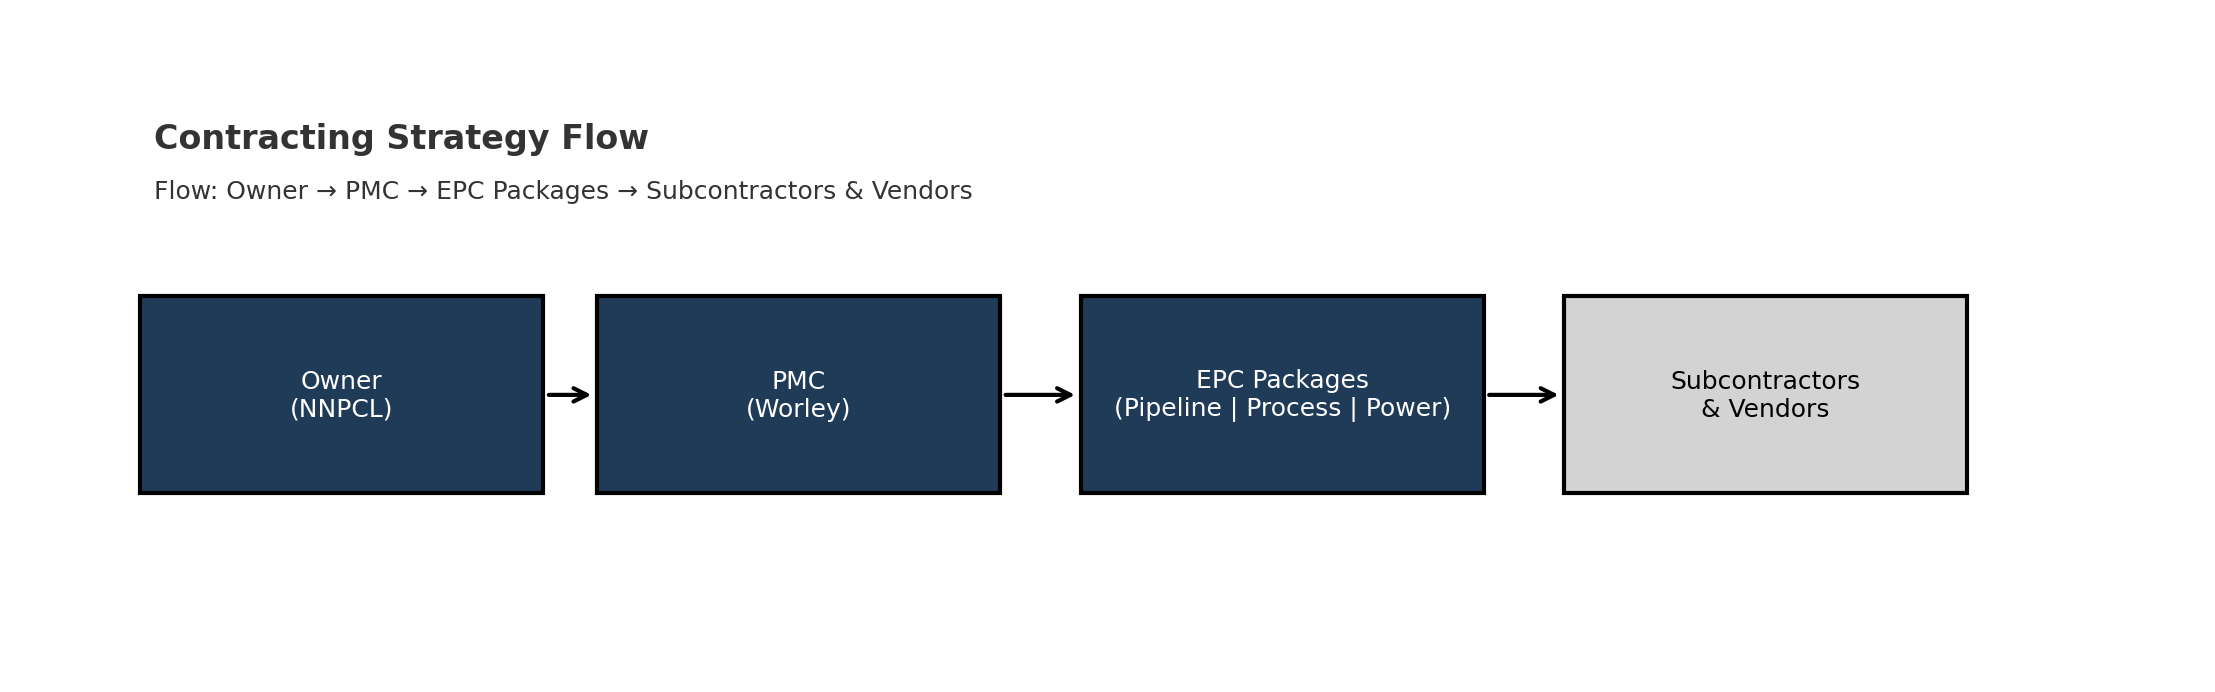 Contracting Strategy Flow
Flow: Owner → PMC → EPC Packages → Subcontractors & Vendors
Owner
(NNPCL)
PMC
(Worley)
EPC Packages
(Pipeline | Process | Power)
Subcontractors
& Vendors